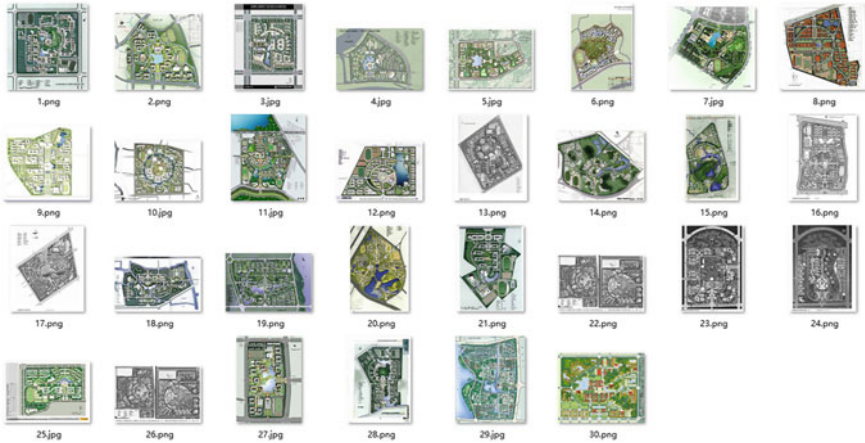 1.png 2.png 3.jpg 4.jpg 5.jpg 6.png 7.jpg 8.png
9.png 10.jpg 11.jpg 12.png 13.png 14.png 15.png 16.png
17.png 18.png 19.png 20.png 21.png 22.png 23.png 24.png
25.jpg 26.png 27.jpg 28.png 29.jpg 30.png